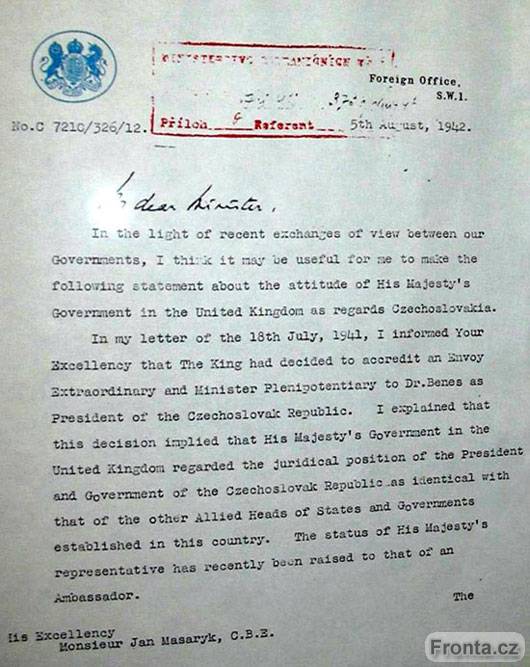 MINISTERSTVO
Foreign Office,
S.W.1.
No.C 7210/326/12.
Příloh Referent
5th August, 1942.
My dear Minister,
In the light of recent exchanges of view between our
Governments, I think it may be useful for me to make the
following statement about the attitude of His Majesty's
Government in the United Kingdom as regards Czechoslovakia.
In my letter of the 18th July, 1941, I informed Your
Excellency that The King had decided to accredit an Envoy
Extraordinary and Minister Plenipotentiary to Dr.Benes as
President of the Czechoslovak Republic. I explained that
this decision implied that His Majesty's Government in the
United Kingdom regarded the juridical position of the President
and Government of the Czechoslovak Republic as identical with
that of the other Allied Heads of States and Governments
established in this country. The status of His Majesty's
representative has recently been raised to that of an
Ambassador.
The
His Excellency
Monsieur Jan Masaryk, C.B.E.
Fronta.cz